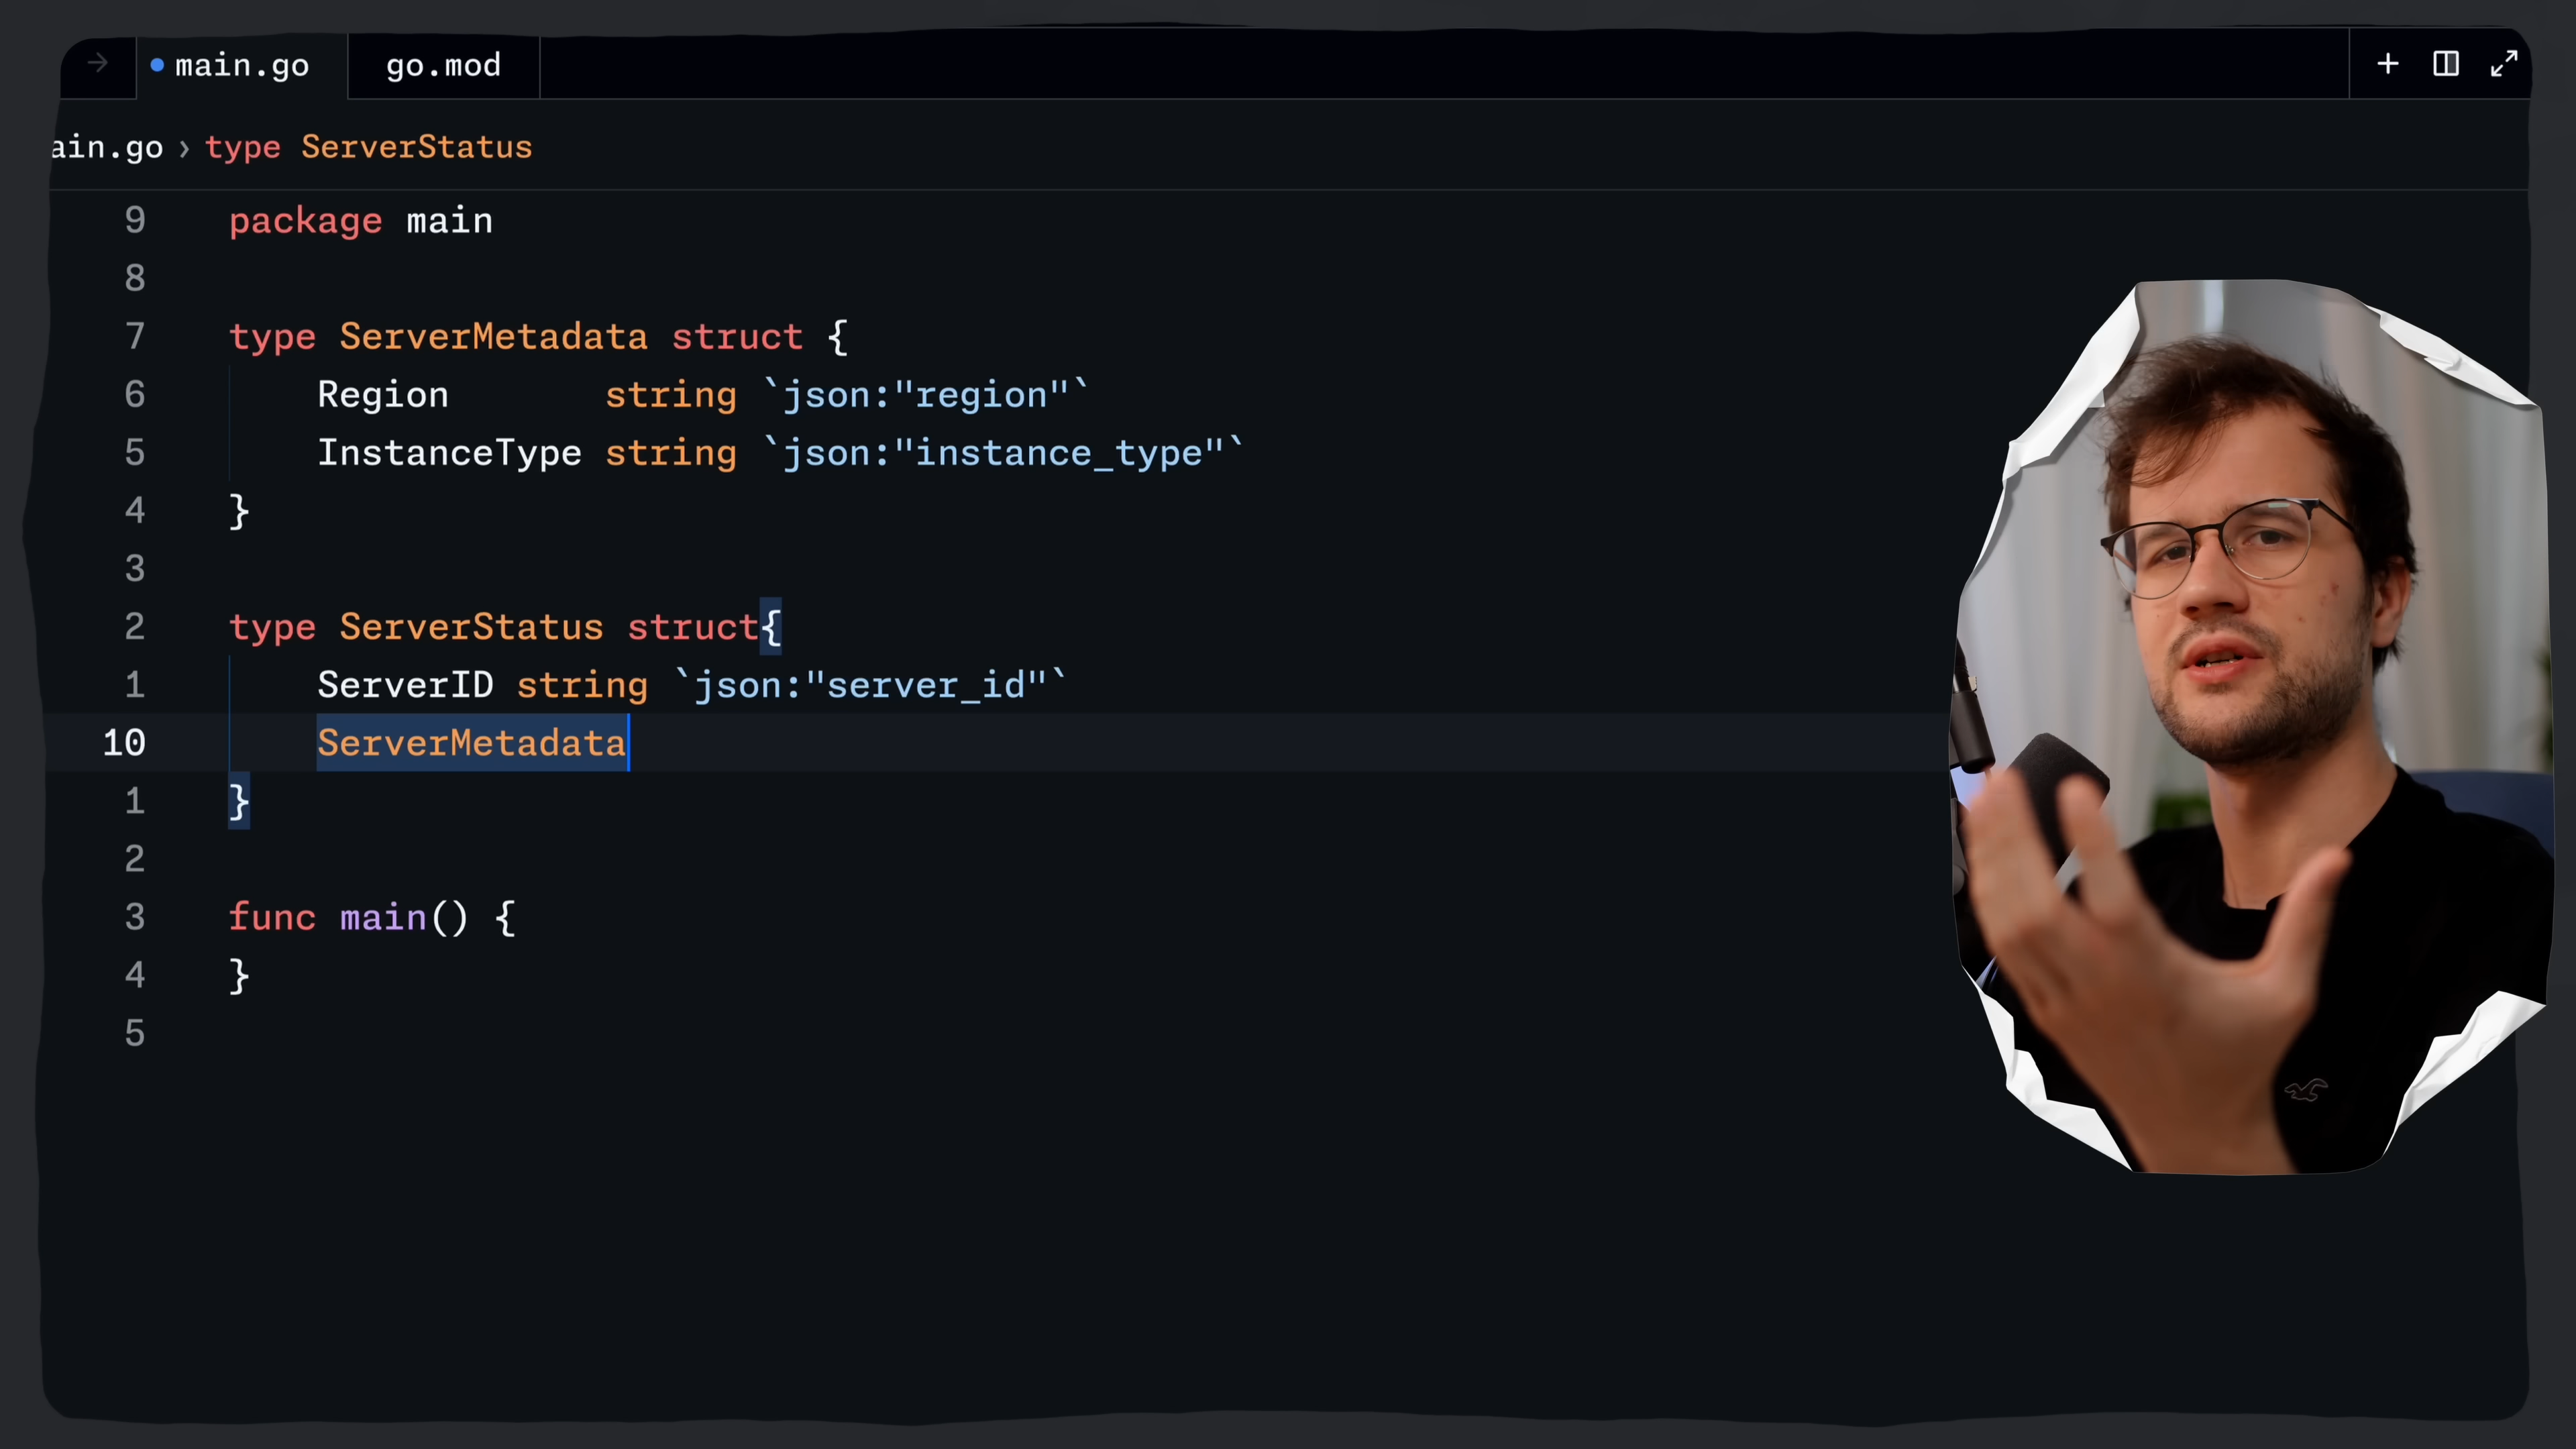 main.go
go.mod
ain.go › type ServerStatus
9 package main
8
7 type ServerMetadata struct {
6 Region string `json:"region"`
5 InstanceType string `json:"instance_type"`
4 }
3
2 type ServerStatus struct{
1 ServerID string `json:"server_id"`
10 ServerMetadata
1 }
2
3 func main() {
4 }
5